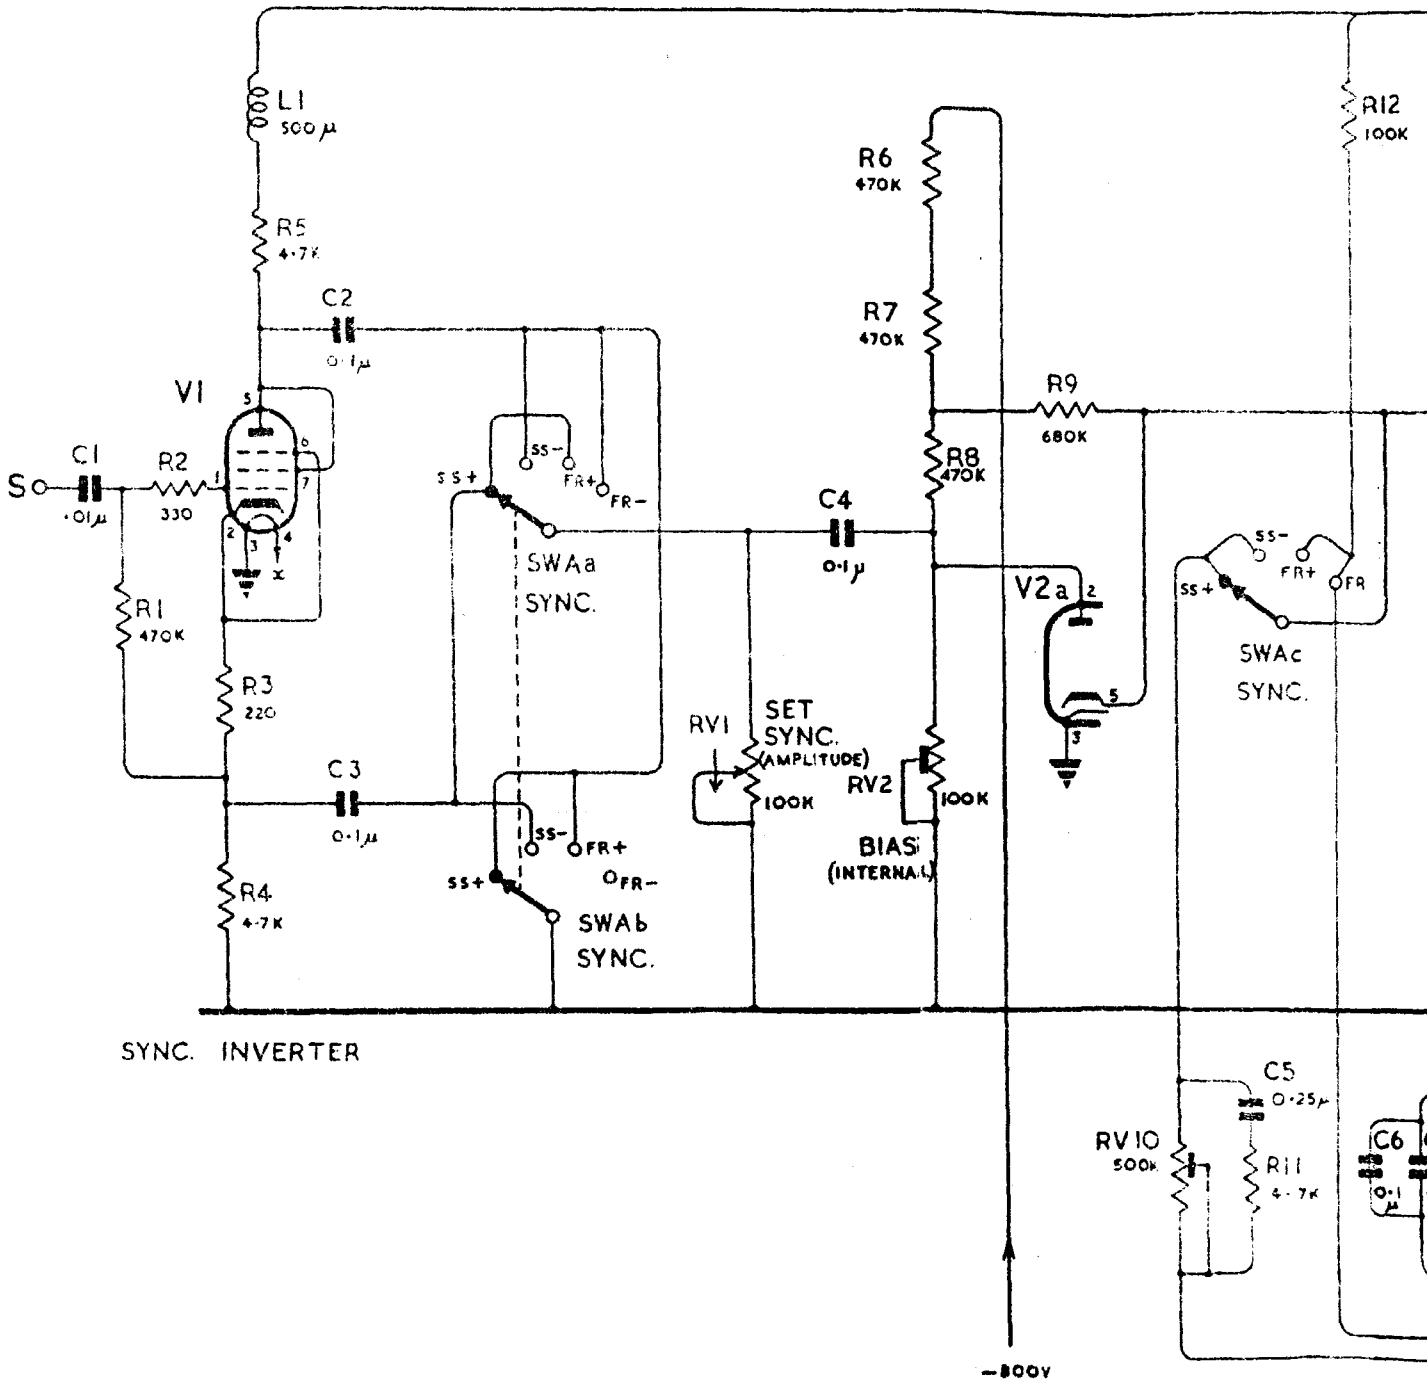 L1
500 μ
R12
100K
R6
470K
R5
4·7K
C2
0·1μ
R7
470K
V1
5
6
7
1
2
3
4
x
R9
680K
C1
·01μ
S
R2
330
R8
470K
SS+
SS-
FR+
FR-
SWAa
SYNC.
C4
0·1μ
R1
470K
V2a
2
5
3
SS-
FR+
SS+
FR
SWAc
SYNC.
R3
220
RV1
SET
SYNC.
(AMPLITUDE)
100K
RV2
100K
BIAS
(INTERNAL)
C3
0·1μ
SS-
FR+
FR-
SS+
SWAb
SYNC.
R4
4·7K
SYNC. INVERTER
C5
0·25μ
RV10
500K
R11
4·7K
C6
0·1
μ